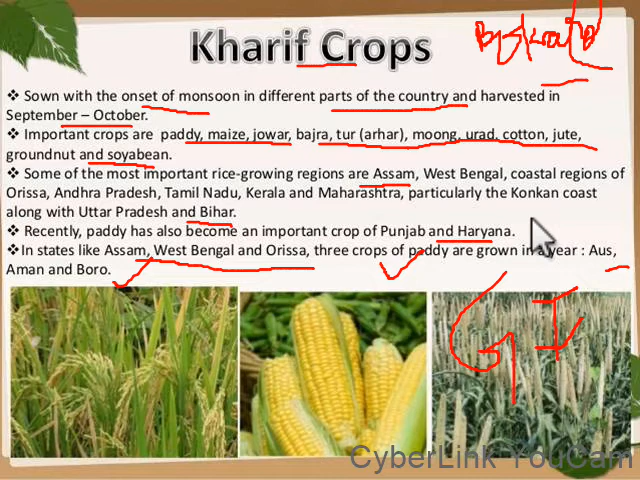 Kharif Crops
❖ Sown with the onset of monsoon in different parts of the country and harvested in
September – October.
❖ Important crops are paddy, maize, jowar, bajra, tur (arhar), moong, urad, cotton, jute,
groundnut and soyabean.
❖ Some of the most important rice-growing regions are Assam, West Bengal, coastal regions of
Orissa, Andhra Pradesh, Tamil Nadu, Kerala and Maharashtra, particularly the Konkan coast
along with Uttar Pradesh and Bihar.
❖ Recently, paddy has also become an important crop of Punjab and Haryana.
❖In states like Assam, West Bengal and Orissa, three crops of paddy are grown in a year : Aus,
Aman and Boro.
GI
CyberLink YouCam